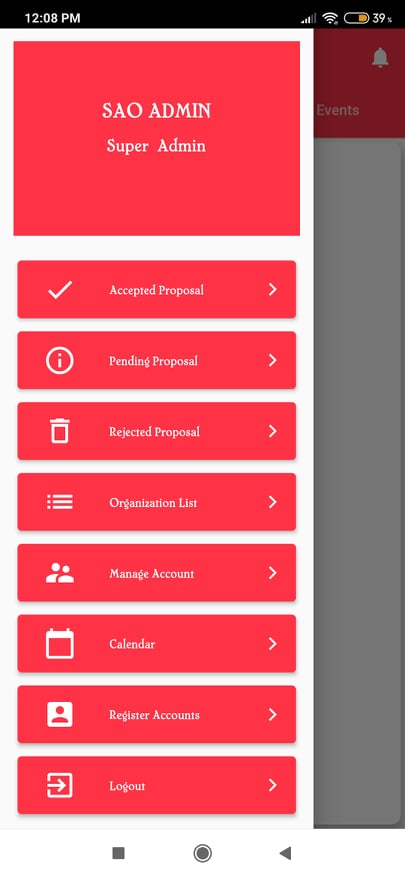 12:08 PM
39%
SAO ADMIN
Super Admin
Events
Accepted Proposal
Pending Proposal
Rejected Proposal
Organization List
Manage Account
Calendar
Register Accounts
Logout